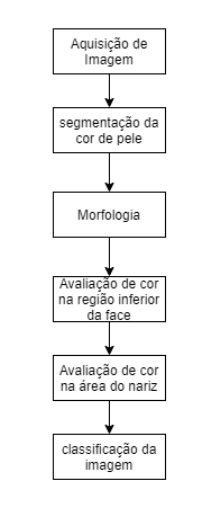 Aquisição de
Imagem
segmentação da
cor de pele
Morfologia
Avaliação de cor
na região inferior
da face
Avaliação de cor
na área do nariz
classificação da
imagem